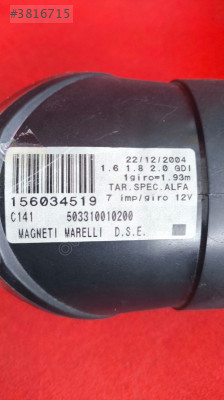 #3816715
22/12/2004
1.6 1.8 2.0 GDI
1giro=1.93m
TAR.SPEC.ALFA
156034519 7 imp/giro 12V
C141 503310010200
MAGNETI MARELLI D.S.E.